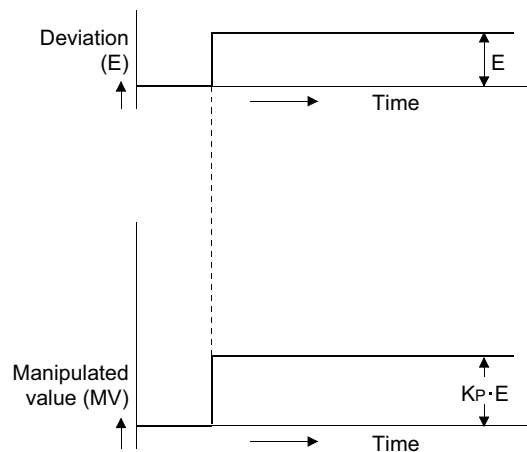 Deviation
(E)
E
Time
Manipulated
value (MV)
KP·E
Time